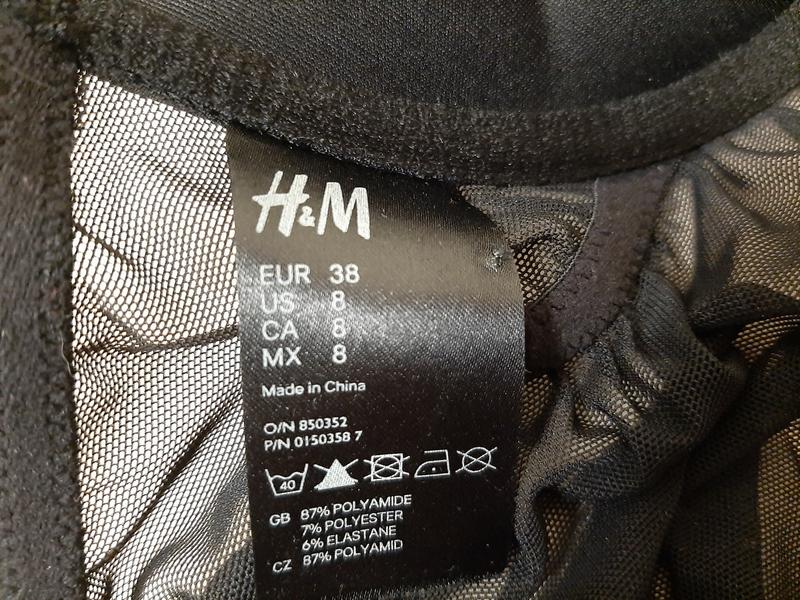 H&M
EUR 38
US 8
CA 8
MX 8
Made in China
O/N 850352
P/N 0150358 7
40
GB 87% POLYAMIDE
7% POLYESTER
6% ELASTANE
CZ 87% POLYAMID